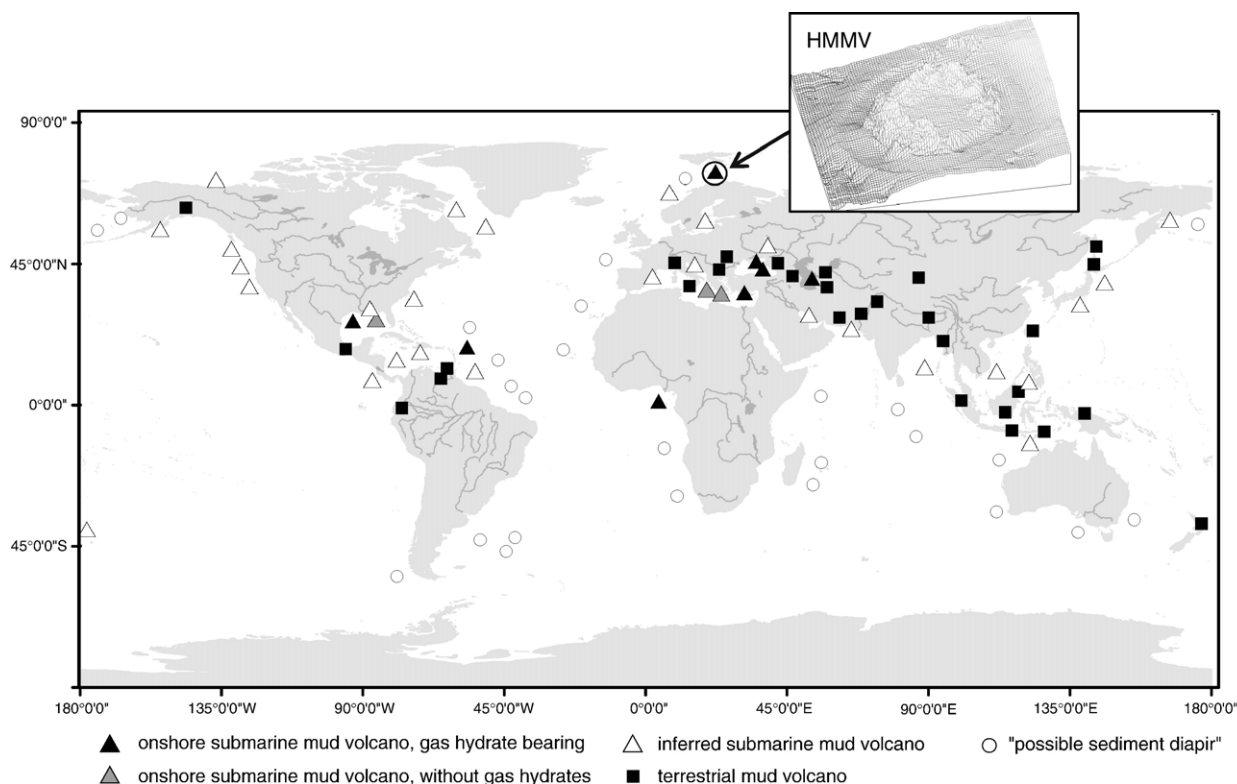 HMMV
90°0'0"
45°0'0"N
0°0'0"
45°0'0"S
180°0'0" 135°0'0"W 90°0'0"W 45°0'0"W 0°0'0"E 45°0'0"E 90°0'0"E 135°0'0"E 180°0'0"
onshore submarine mud volcano, gas hydrate bearing inferred submarine mud volcano "possible sediment diapir"
onshore submarine mud volcano, without gas hydrates terrestrial mud volcano